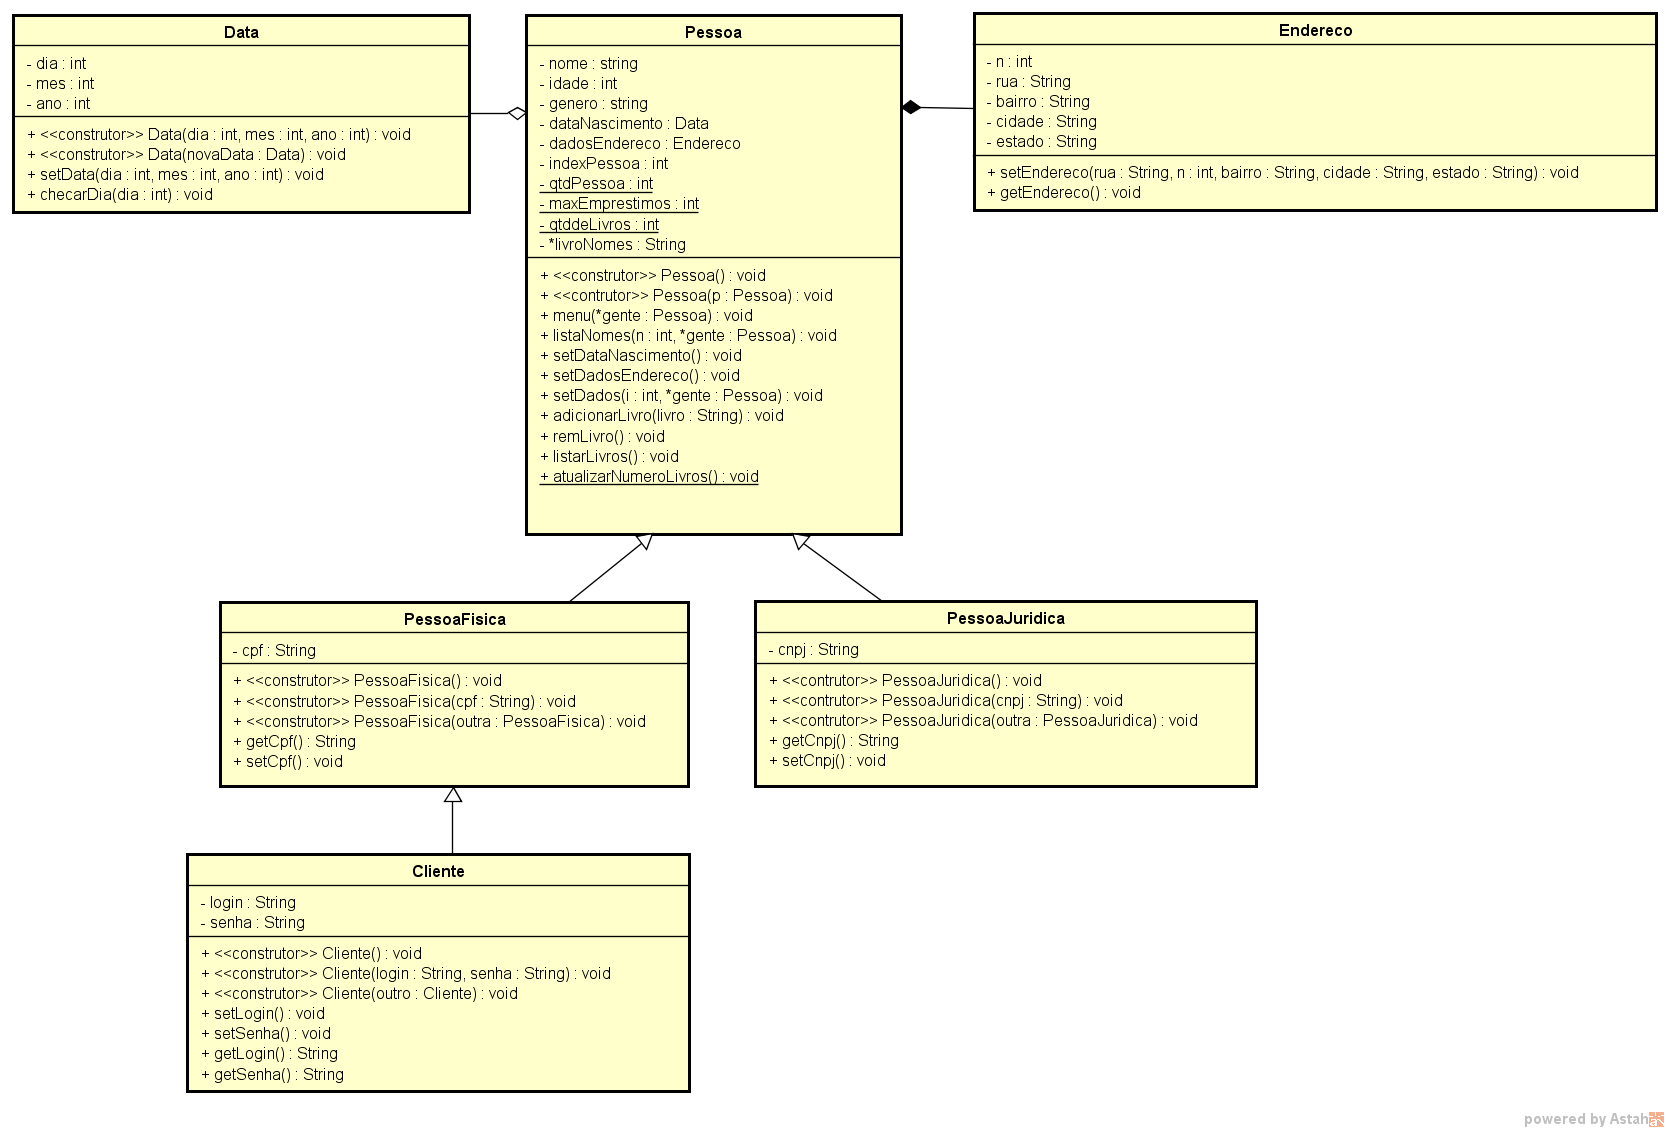 Data
- dia : int
- mes : int
- ano : int
+ <<construtor>> Data(dia : int, mes : int, ano : int) : void
+ <<construtor>> Data(novaData : Data) : void
+ setData(dia : int, mes : int, ano : int) : void
+ checarDia(dia : int) : void
Pessoa
- nome : string
- idade : int
- genero : string
- dataNascimento : Data
- dadosEndereco : Endereco
- indexPessoa : int
- qtdPessoa : int
- maxEmprestimos : int
- qtddeLivros : int
- *livroNomes : String
+ <<construtor>> Pessoa() : void
+ <<contrutor>> Pessoa(p : Pessoa) : void
+ menu(*gente : Pessoa) : void
+ listaNomes(n : int, *gente : Pessoa) : void
+ setDataNascimento() : void
+ setDadosEndereco() : void
+ setDados(i : int, *gente : Pessoa) : void
+ adicionarLivro(livro : String) : void
+ remLivro() : void
+ listarLivros() : void
+ atualizarNumeroLivros() : void
Endereco
- n : int
- rua : String
- bairro : String
- cidade : String
- estado : String
+ setEndereco(rua : String, n : int, bairro : String, cidade : String, estado : String) : void
+ getEndereco() : void
PessoaFisica
- cpf : String
+ <<construtor>> PessoaFisica() : void
+ <<construtor>> PessoaFisica(cpf : String) : void
+ <<construtor>> PessoaFisica(outra : PessoaFisica) : void
+ getCpf() : String
+ setCpf() : void
PessoaJuridica
- cnpj : String
+ <<contrutor>> PessoaJuridica() : void
+ <<contrutor>> PessoaJuridica(cnpj : String) : void
+ <<contrutor>> PessoaJuridica(outra : PessoaJuridica) : void
+ getCnpj() : String
+ setCnpj() : void
Cliente
- login : String
- senha : String
+ <<construtor>> Cliente() : void
+ <<construtor>> Cliente(login : String, senha : String) : void
+ <<construtor>> Cliente(outro : Cliente) : void
+ setLogin() : void
+ setSenha() : void
+ getLogin() : String
+ getSenha() : String
powered by Astah